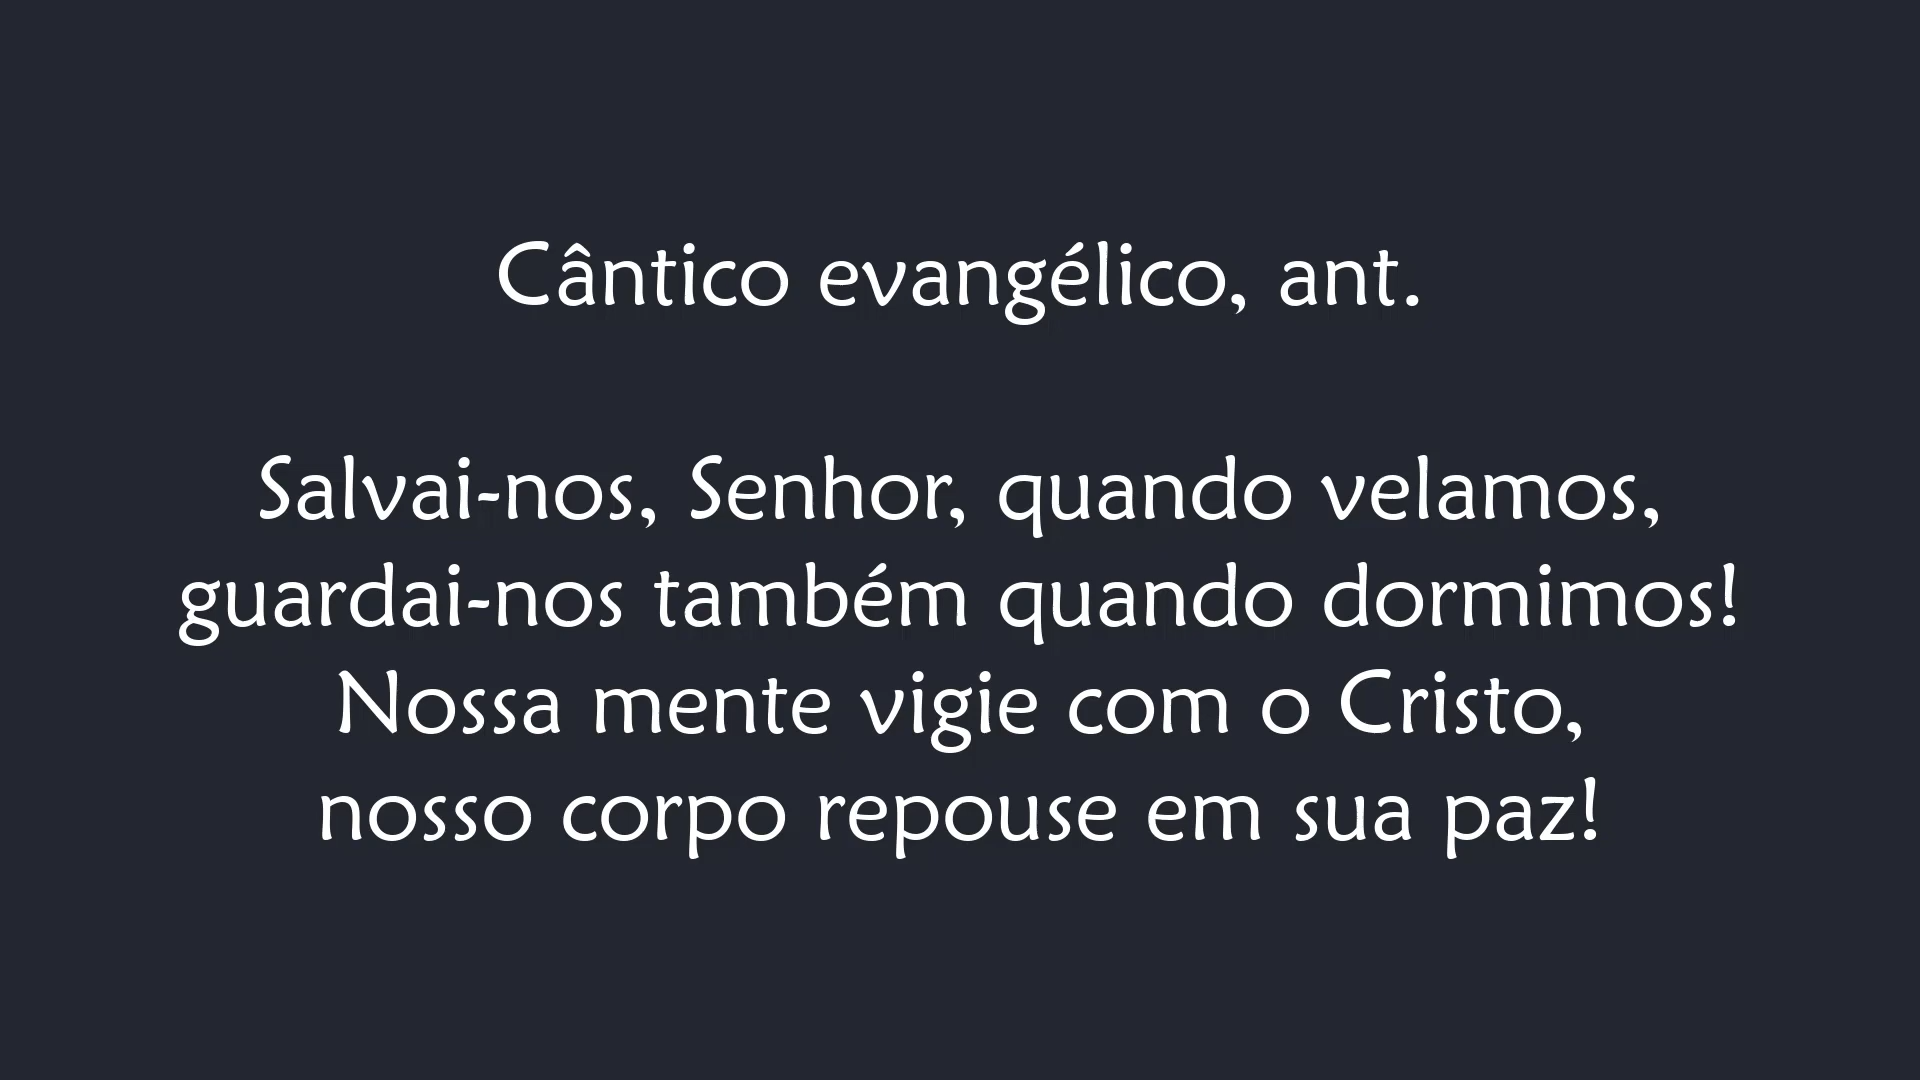 Cântico evangélico, ant.
Salvai-nos, Senhor, quando velamos,
guardai-nos também quando dormimos!
Nossa mente vigie com o Cristo,
nosso corpo repouse em sua paz!